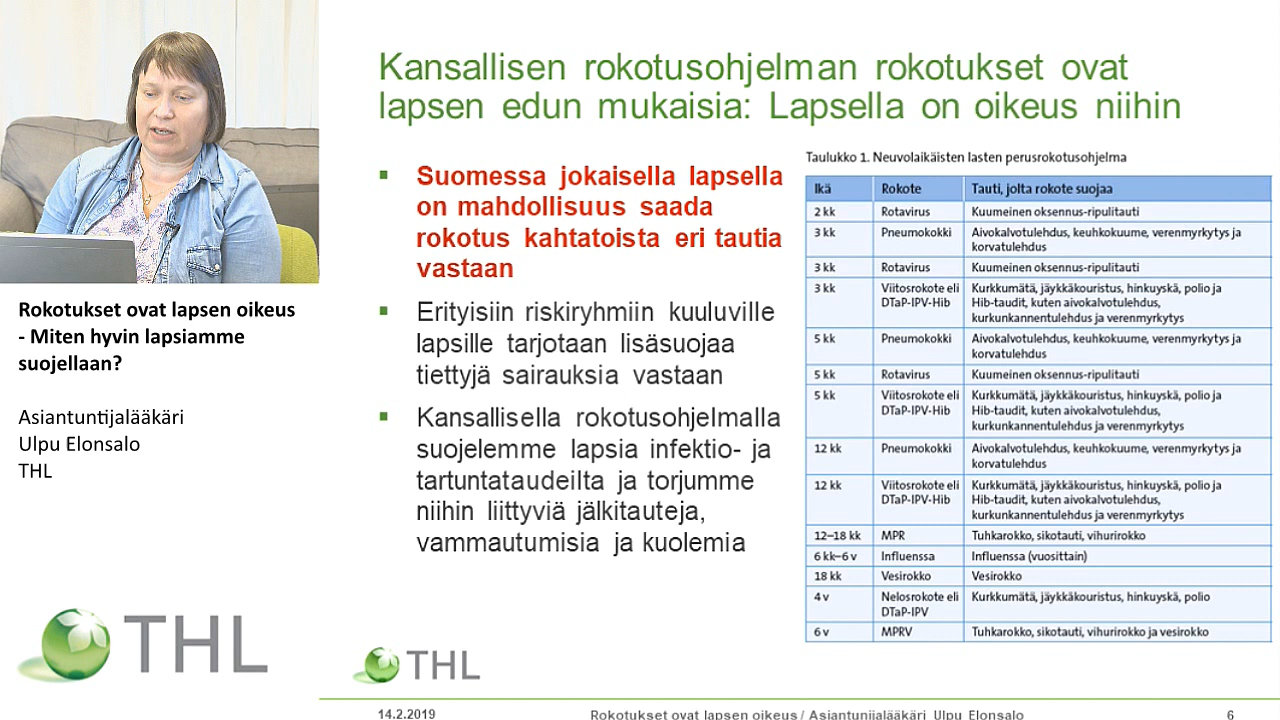 Kansallisen rokotusohjelman rokotukset ovat
lapsen edun mukaisia: Lapsella on oikeus niihin
Suomessa jokaisella lapsella
on mahdollisuus saada
rokotus kahtatoista eri tautia
vastaan
Erityisiin riskiryhmiin kuuluville
lapsille tarjotaan lisäsuojaa
tiettyjä sairauksia vastaan
Kansallisella rokotusohjelmalla
suojelemme lapsia infektio- ja
tartuntataudeilta ja torjumme
niihin liittyviä jälkitauteja,
vammautumisia ja kuolemia
Taulukko 1. Neuvolaikäisten lasten perusrokotusohjelma
Ikä Rokote Tauti, jolta rokote suojaa
2 kk Rotavirus Kuumeinen oksennus-ripulitauti
3 kk Pneumokokki Aivokalvotulehdus, keuhkokuume, verenmyrkytys ja
korvatulehdus
3 kk Rotavirus Kuumeinen oksennus-ripulitauti
3 kk Viitosrokote eli Kurkkumätä, jäykkäkouristus, hinkuyskä, polio ja
DTaP-IPV-Hib Hib-taudit, kuten aivokalvotulehdus,
kurkunkannentulehdus ja verenmyrkytys
5 kk Pneumokokki Aivokalvotulehdus, keuhkokuume, verenmyrkytys ja
korvatulehdus
5 kk Rotavirus Kuumeinen oksennus-ripulitauti
5 kk Viitosrokote eli Kurkkumätä, jäykkäkouristus, hinkuyskä, polio ja
DTaP-IPV-Hib Hib-taudit, kuten aivokalvotulehdus,
kurkunkannentulehdus ja verenmyrkytys
12 kk Pneumokokki Aivokalvotulehdus, keuhkokuume, verenmyrkytys ja
korvatulehdus
12 kk Viitosrokote eli Kurkkumätä, jäykkäkouristus, hinkuyskä, polio ja
DTaP-IPV-Hib Hib-taudit, kuten aivokalvotulehdus,
kurkunkannentulehdus ja verenmyrkytys
12–18 kk MPR Tuhkarokko, sikotauti, vihurirokko
6 kk–6 v Influenssa Influenssa (vuosittain)
18 kk Vesirokko Vesirokko
4 v Nelosrokote eli Kurkkumätä, jäykkäkouristus, hinkuyskä, polio
DTaP-IPV
6 v MPRV Tuhkarokko, sikotauti, vihurirokko ja vesirokko
Rokotukset ovat lapsen oikeus
- Miten hyvin lapsiamme
suojellaan?
Asiantuntijalääkäri
Ulpu Elonsalo
THL
THL
THL
14.2.2019 Rokotukset ovat lapsen oikeus / Asiantunijalääkäri Ulpu Elonsalo 6